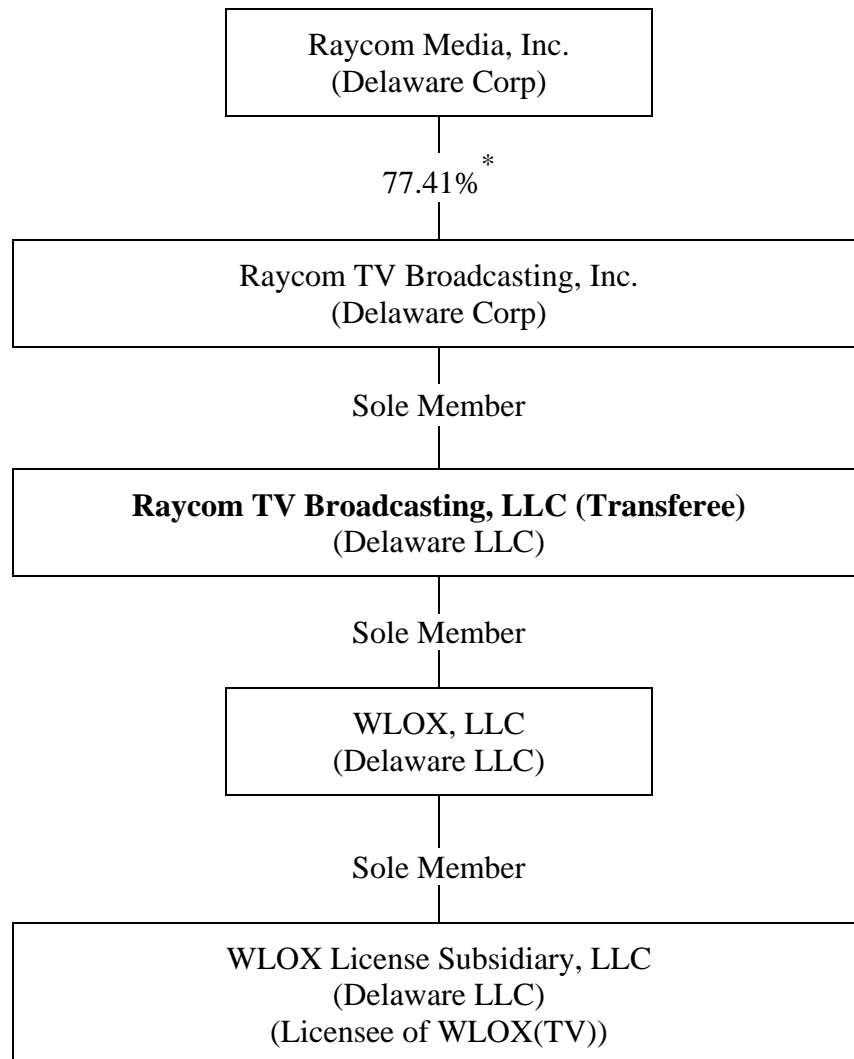 Raycom Media, Inc.
(Delaware Corp)
77.41%*
Raycom TV Broadcasting, Inc.
(Delaware Corp)
Sole Member
Raycom TV Broadcasting, LLC (Transferee)
(Delaware LLC)
Sole Member
WLOX, LLC
(Delaware LLC)
Sole Member
WLOX License Subsidiary, LLC
(Delaware LLC)
(Licensee of WLOX(TV))